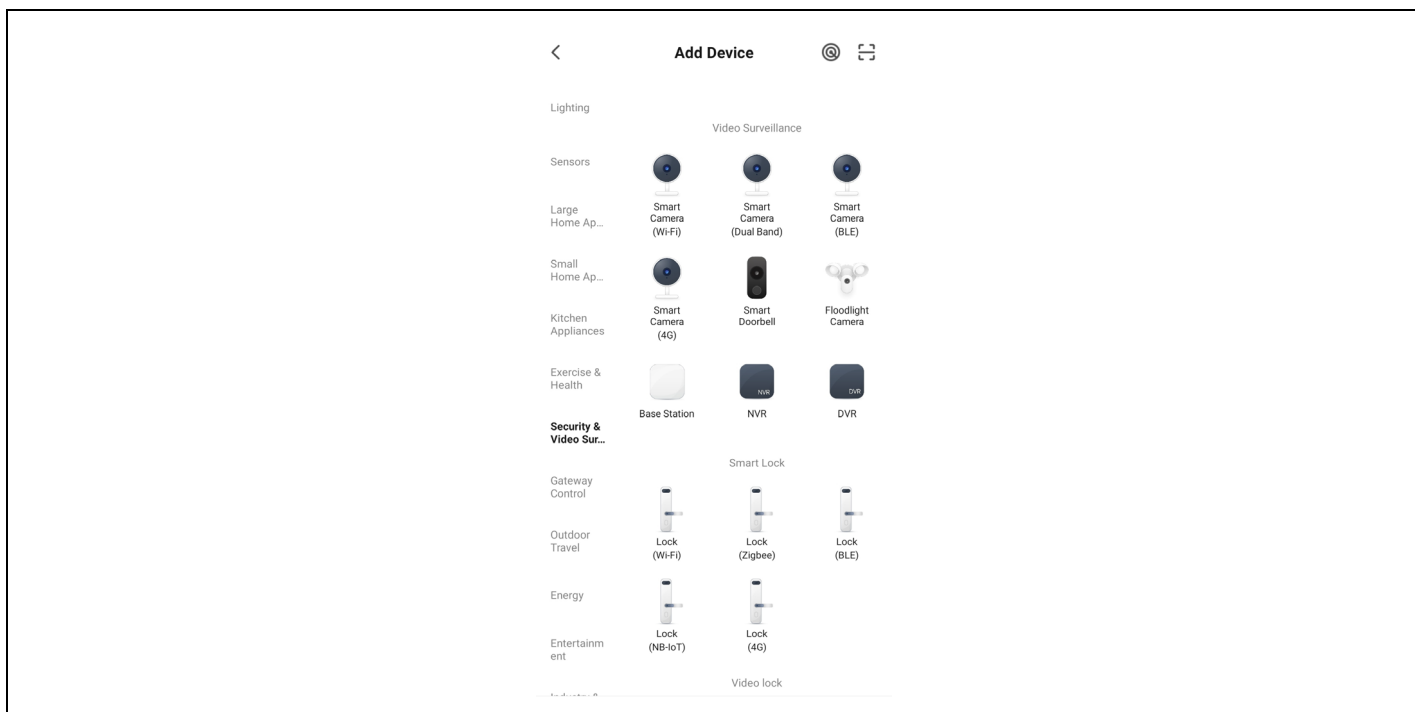 Add Device
Lighting
Sensors
Large
Home Ap...
Small
Home Ap...
Kitchen
Appliances
Exercise &
Health
Security &
Video Sur...
Gateway
Control
Outdoor
Travel
Energy
Entertainm
ent
Video Surveillance
Smart
Camera
(Wi-Fi)
Smart
Camera
(Dual Band)
Smart
Camera
(BLE)
Smart
Camera
(4G)
Smart
Doorbell
Floodlight
Camera
Base Station
NVR
NVR
DVR
DVR
Smart Lock
Lock
(Wi-Fi)
Lock
(Zigbee)
Lock
(BLE)
Lock
(NB-IoT)
Lock
(4G)
Video lock